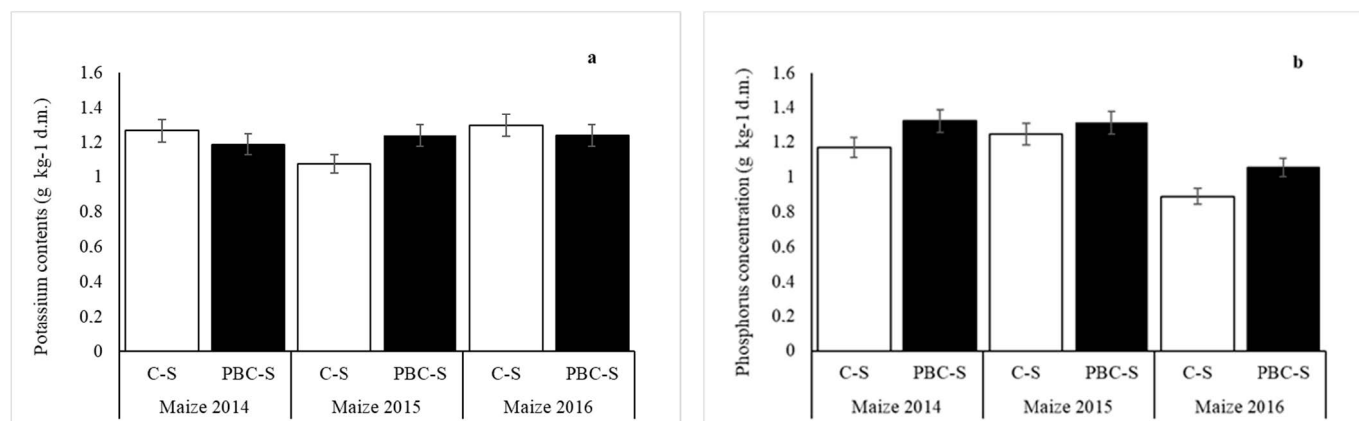 a
Potassium contents (g kg-1 d.m.)
1.6
1.4
1.2
1
0.8
0.6
0.4
0.2
0
C-S PBC-S C-S PBC-S C-S PBC-S
Maize 2014 Maize 2015 Maize 2016
b
Phosphorus concentration (g kg-1 d.m.)
1.6
1.4
1.2
1
0.8
0.6
0.4
0.2
0
C-S PBC-S C-S PBC-S C-S PBC-S
Maize 2014 Maize 2015 Maize 2016